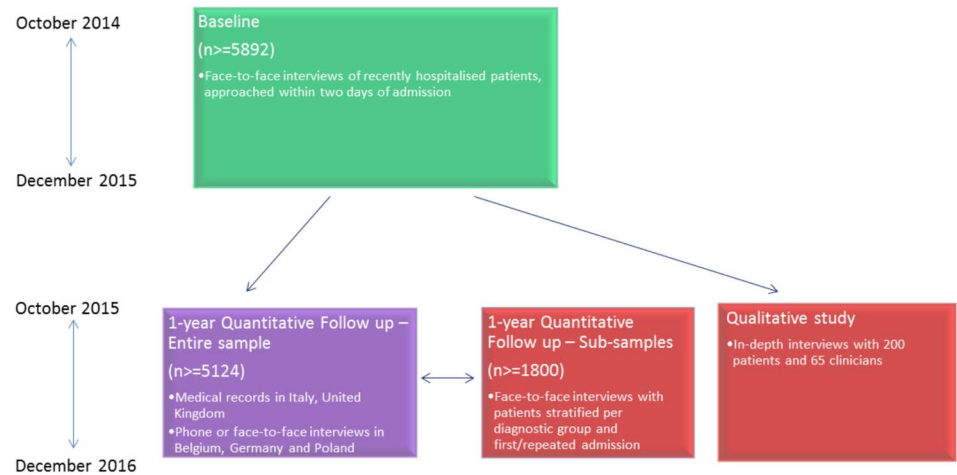 October 2014
Baseline
(n>=5892)
•Face-to-face interviews of recently hospitalised patients,
approached within two days of admission
December 2015
October 2015
1-year Quantitative Follow up –
Entire sample
(n>=5124)
•Medical records in Italy, United
Kingdom
•Phone or face-to-face interviews in
Belgium, Germany and Poland
1-year Quantitative
Follow up – Sub-samples
(n>=1800)
•Face-to-face interviews with
patients stratified per
diagnostic group and
first/repeated admission
Qualitative study
•In-depth interviews with 200
patients and 65 clinicians
December 2016